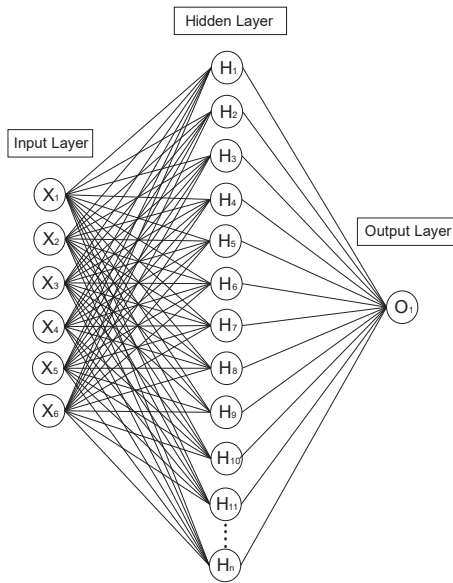 Hidden Layer
H₁
H₂
Input Layer
H₃
X₁
H₄
Output Layer
X₂
H₅
X₃
H₆
O₁
X₄
H₇
X₅
H₈
X₆
H₉
H₁₀
H₁₁
Hₙ